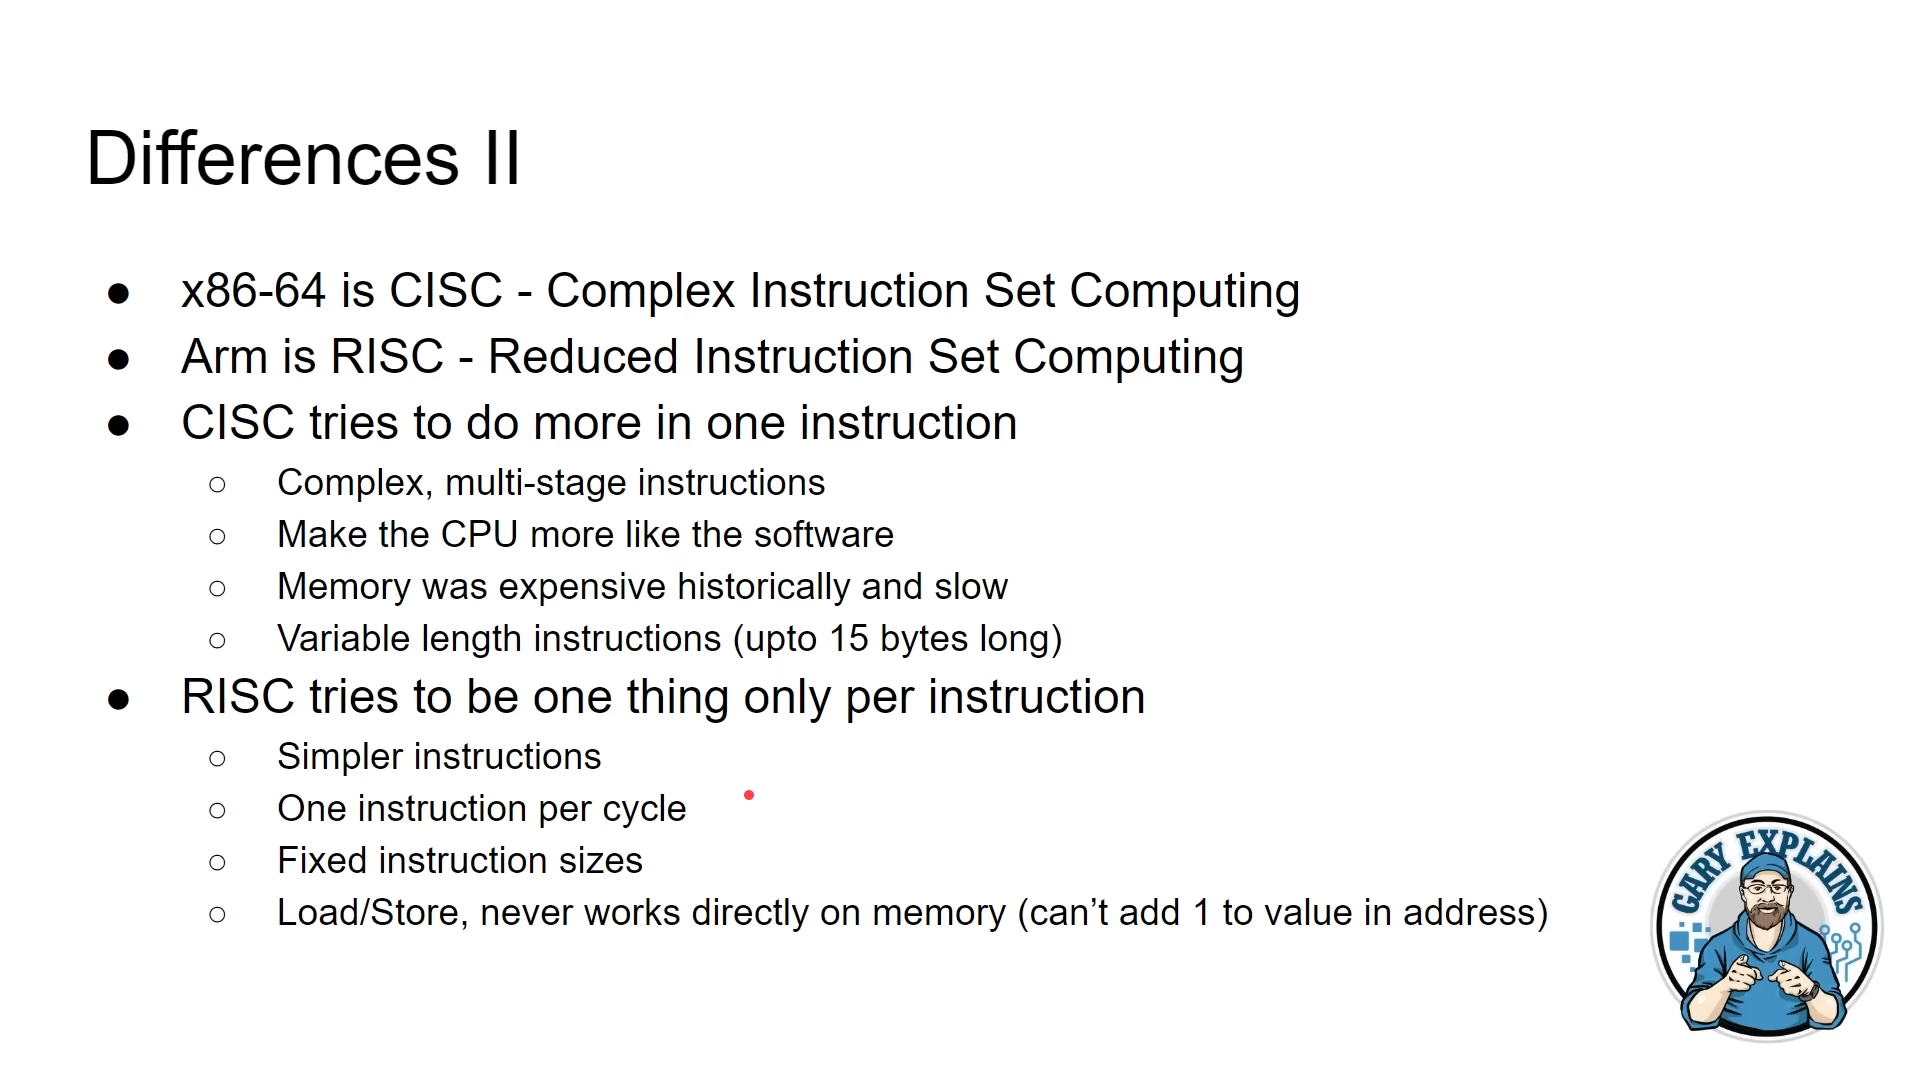 Differences II
● x86-64 is CISC - Complex Instruction Set Computing
● Arm is RISC - Reduced Instruction Set Computing
● CISC tries to do more in one instruction
○ Complex, multi-stage instructions
○ Make the CPU more like the software
○ Memory was expensive historically and slow
○ Variable length instructions (upto 15 bytes long)
● RISC tries to be one thing only per instruction
○ Simpler instructions
○ One instruction per cycle
○ Fixed instruction sizes
○ Load/Store, never works directly on memory (can’t add 1 to value in address)
GARY EXPLAINS